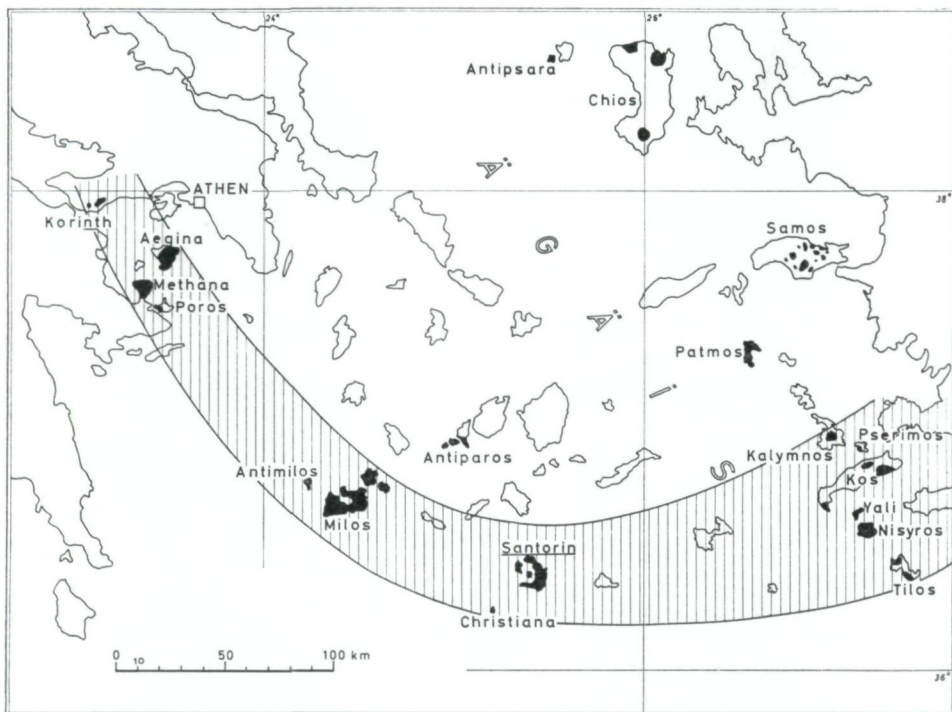 24°
26°
Antipsara
Chios
ATHEN
38°
Korinth
Samos
Aegina
Methana
Poros
Ä G Ä I S
Patmos
Antiparos
Kalymnos
Pserimos
Kos
Antimilos
Milos
Yali
Nisyros
Santorin
Tilos
Christiana
0 10 50 100 km
36°